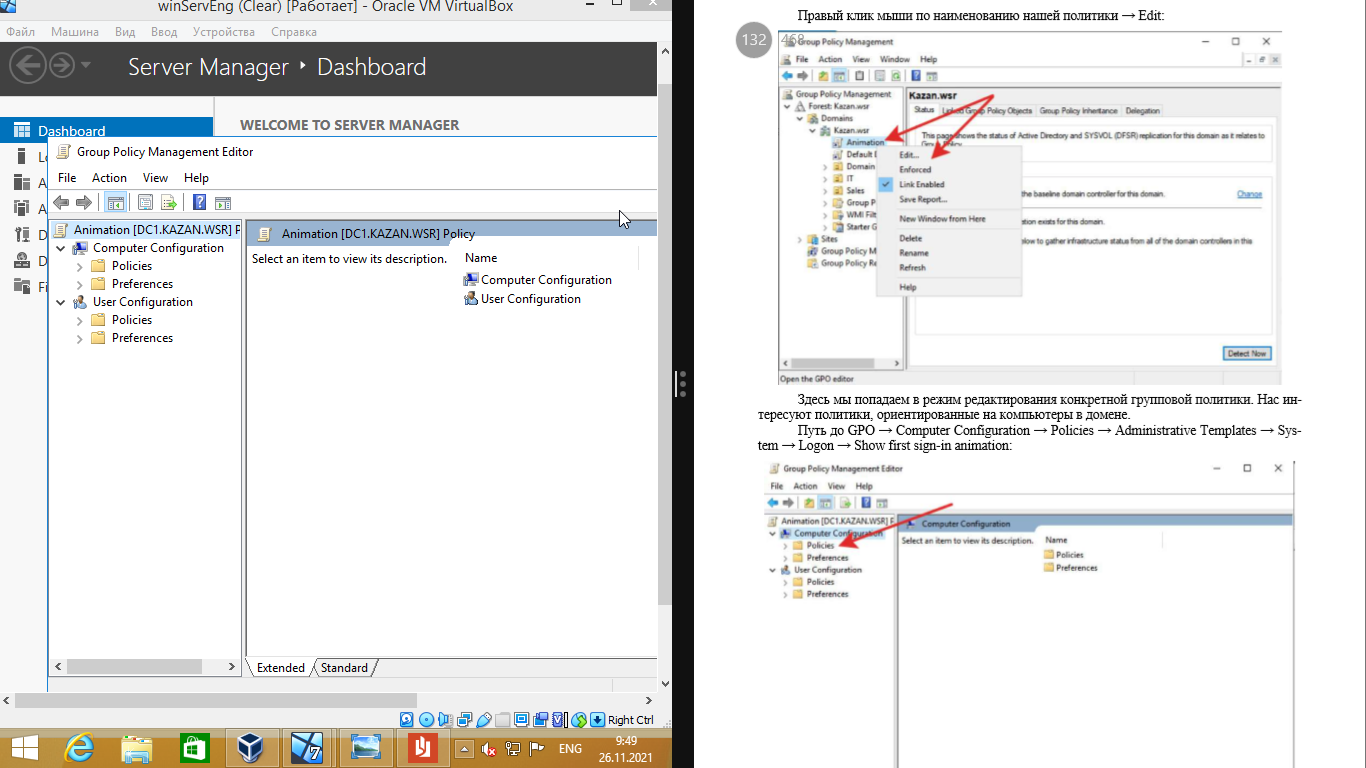 winServEng (Clear) [Работает] - Oracle VM VirtualBox
Файл Машина Вид Ввод Устройства Справка
Server Manager Dashboard
Dashboard
WELCOME TO SERVER MANAGER
Group Policy Management Editor
File Action View Help
Animation [DC1.KAZAN.WSR] P
Computer Configuration
Policies
Preferences
User Configuration
Policies
Preferences
Animation [DC1.KAZAN.WSR] Policy
Select an item to view its description.
Name
Computer Configuration
User Configuration
Extended Standard
Right Ctrl
ENG
9:49
26.11.2021
Правый клик мыши по наименованию нашей политики → Edit:
132 468
Group Policy Management
File Action View Window Help
Group Policy Management
Forest: Kazan.wsr
Domains
Kazan.wsr
Animation
Default
Domain
IT
Sales
Group P
WMI Filt
Starter G
Sites
Group Policy M
Group Policy Re
Kazan.wsr
Status Linked Group Policy Objects Group Policy Inheritance Delegation
This page shows the status of Active Directory and SYSVOL (DFSR) replication for this domain as it relates to
Group Policy.
Edit...
Enforced
Link Enabled
Save Report...
New Window from Here
Delete
Rename
Refresh
Help
the baseline domain controller for this domain.
Change
ation exists for this domain.
low to gather infrastructure status from all of the domain controllers in this
Detect Now
Open the GPO editor
Здесь мы попадаем в режим редактирования конкретной групповой политики. Нас ин-
тересуют политики, ориентированные на компьютеры в домене.
Путь до GPO → Computer Configuration → Policies → Administrative Templates → Sys-
tem → Logon → Show first sign-in animation:
Group Policy Management Editor
File Action View Help
Animation [DC1.KAZAN.WSR] P
Computer Configuration
Policies
Preferences
User Configuration
Policies
Preferences
Computer Configuration
Select an item to view its description.
Name
Policies
Preferences